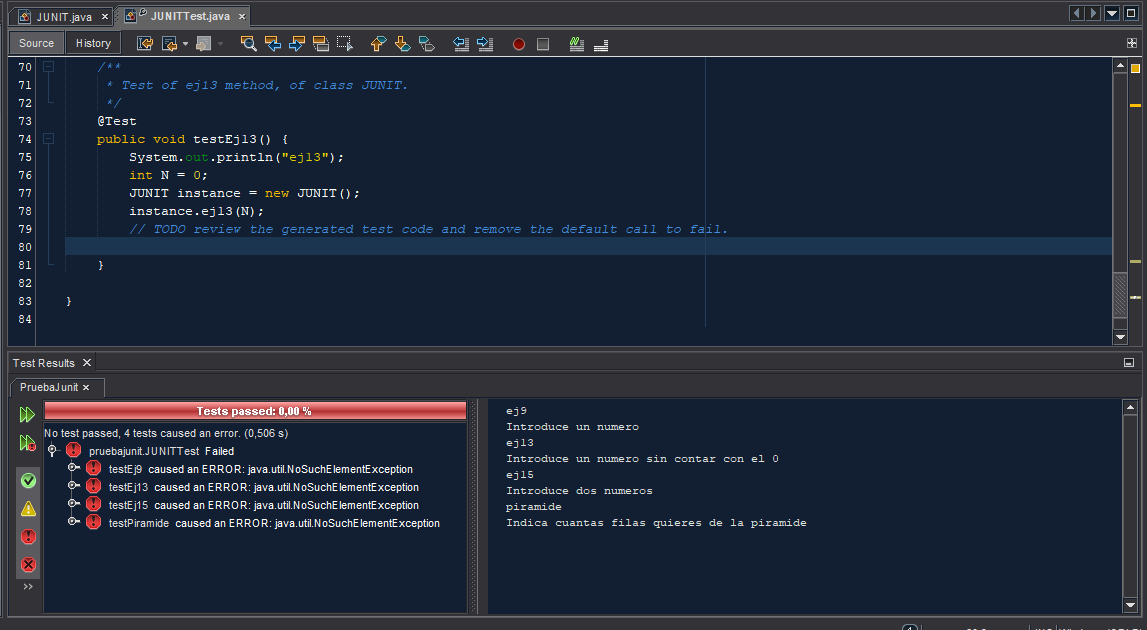 JUNIT.java
JUNITTest.java
Source
History
70 /**
71 * Test of ej13 method, of class JUNIT.
72 */
73 @Test
74 public void testEj13() {
75 System.out.println("ej13");
76 int N = 0;
77 JUNIT instance = new JUNIT();
78 instance.ej13(N);
79 // TODO review the generated test code and remove the default call to fail.
80
81 }
82
83 }
84
Test Results
PruebaJunit
Tests passed: 0,00 %
No test passed, 4 tests caused an error. (0,506 s)
pruebajunit.JUNITTest Failed
testEj9 caused an ERROR: java.util.NoSuchElementException
testEj13 caused an ERROR: java.util.NoSuchElementException
testEj15 caused an ERROR: java.util.NoSuchElementException
testPiramide caused an ERROR: java.util.NoSuchElementException
ej9
Introduce un numero
ej13
Introduce un numero sin contar con el 0
ej15
Introduce dos numeros
piramide
Indica cuantas filas quieres de la piramide